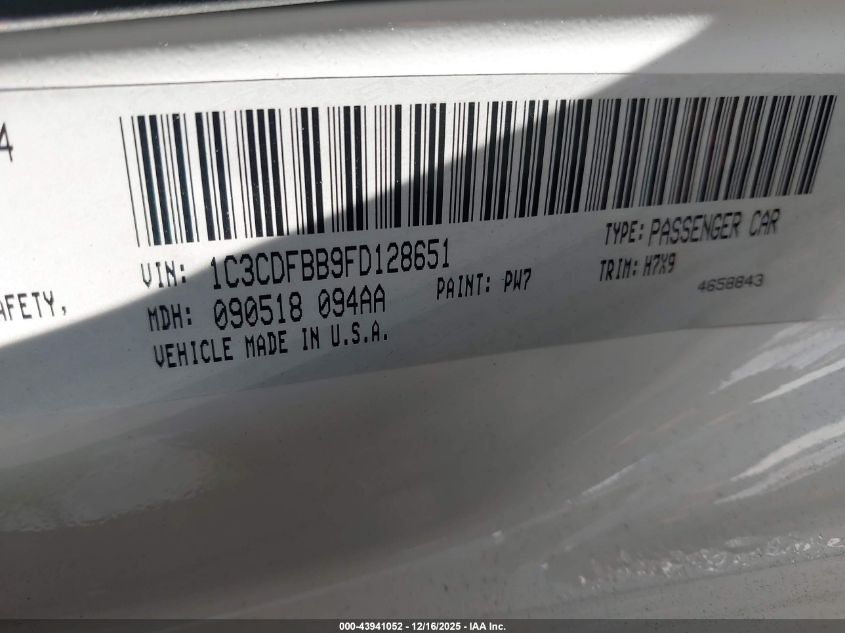 4
VIN: 1C3CDFBB9FD128651
TYPE: PASSENGER CAR
AFETY,
MDH: 090518 094AA
PAINT: PW7
TRIM: H7X9
4658843
VEHICLE MADE IN U.S.A.
000-43941052 - 12/16/2025 - IAA Inc.